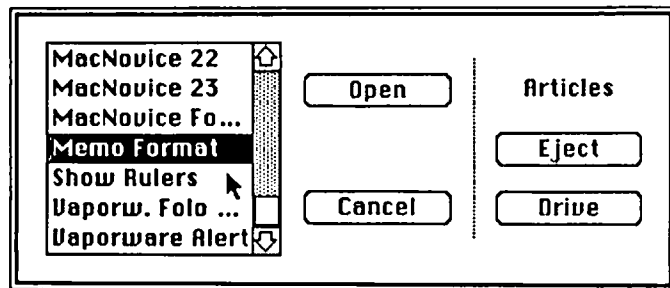 MacNovice 22
MacNovice 23
MacNovice Fo...
Memo Format
Show Rulers
Vaporw. Folo ...
Vaporware Alert
Open
Cancel
Articles
Eject
Drive